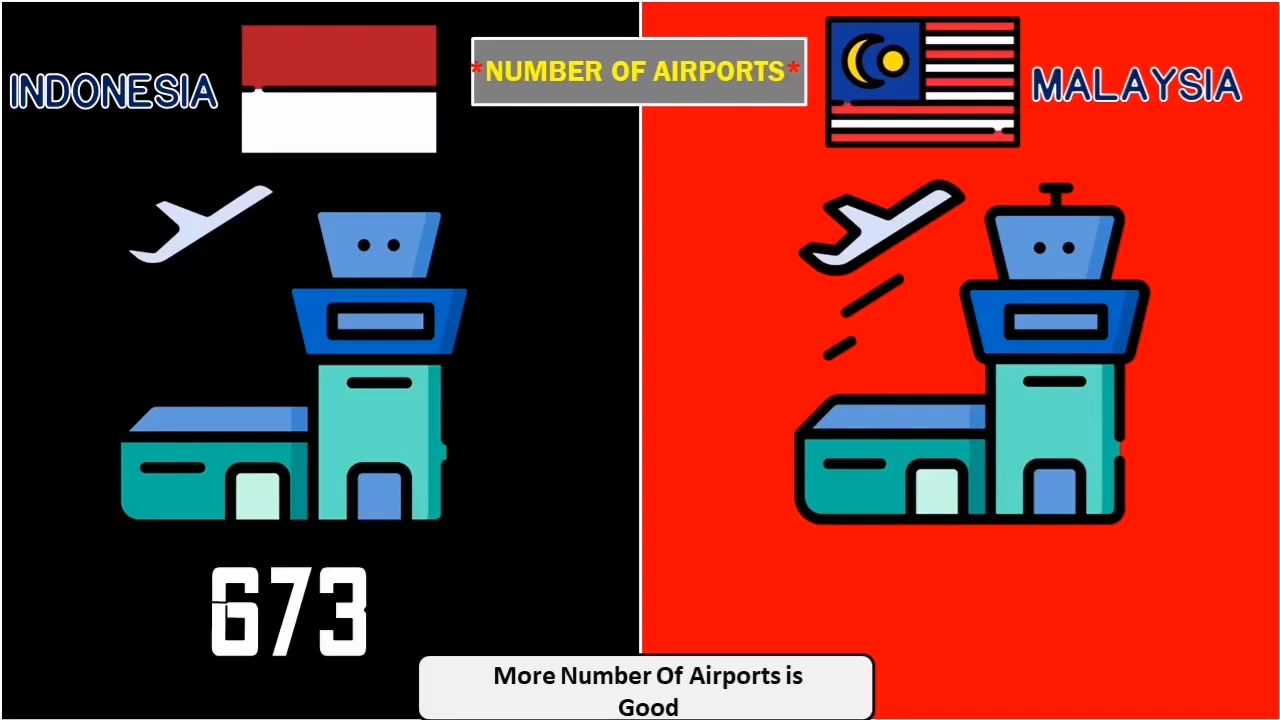 INDONESIA
*NUMBER OF AIRPORTS*
MALAYSIA
673
More Number Of Airports is
Good